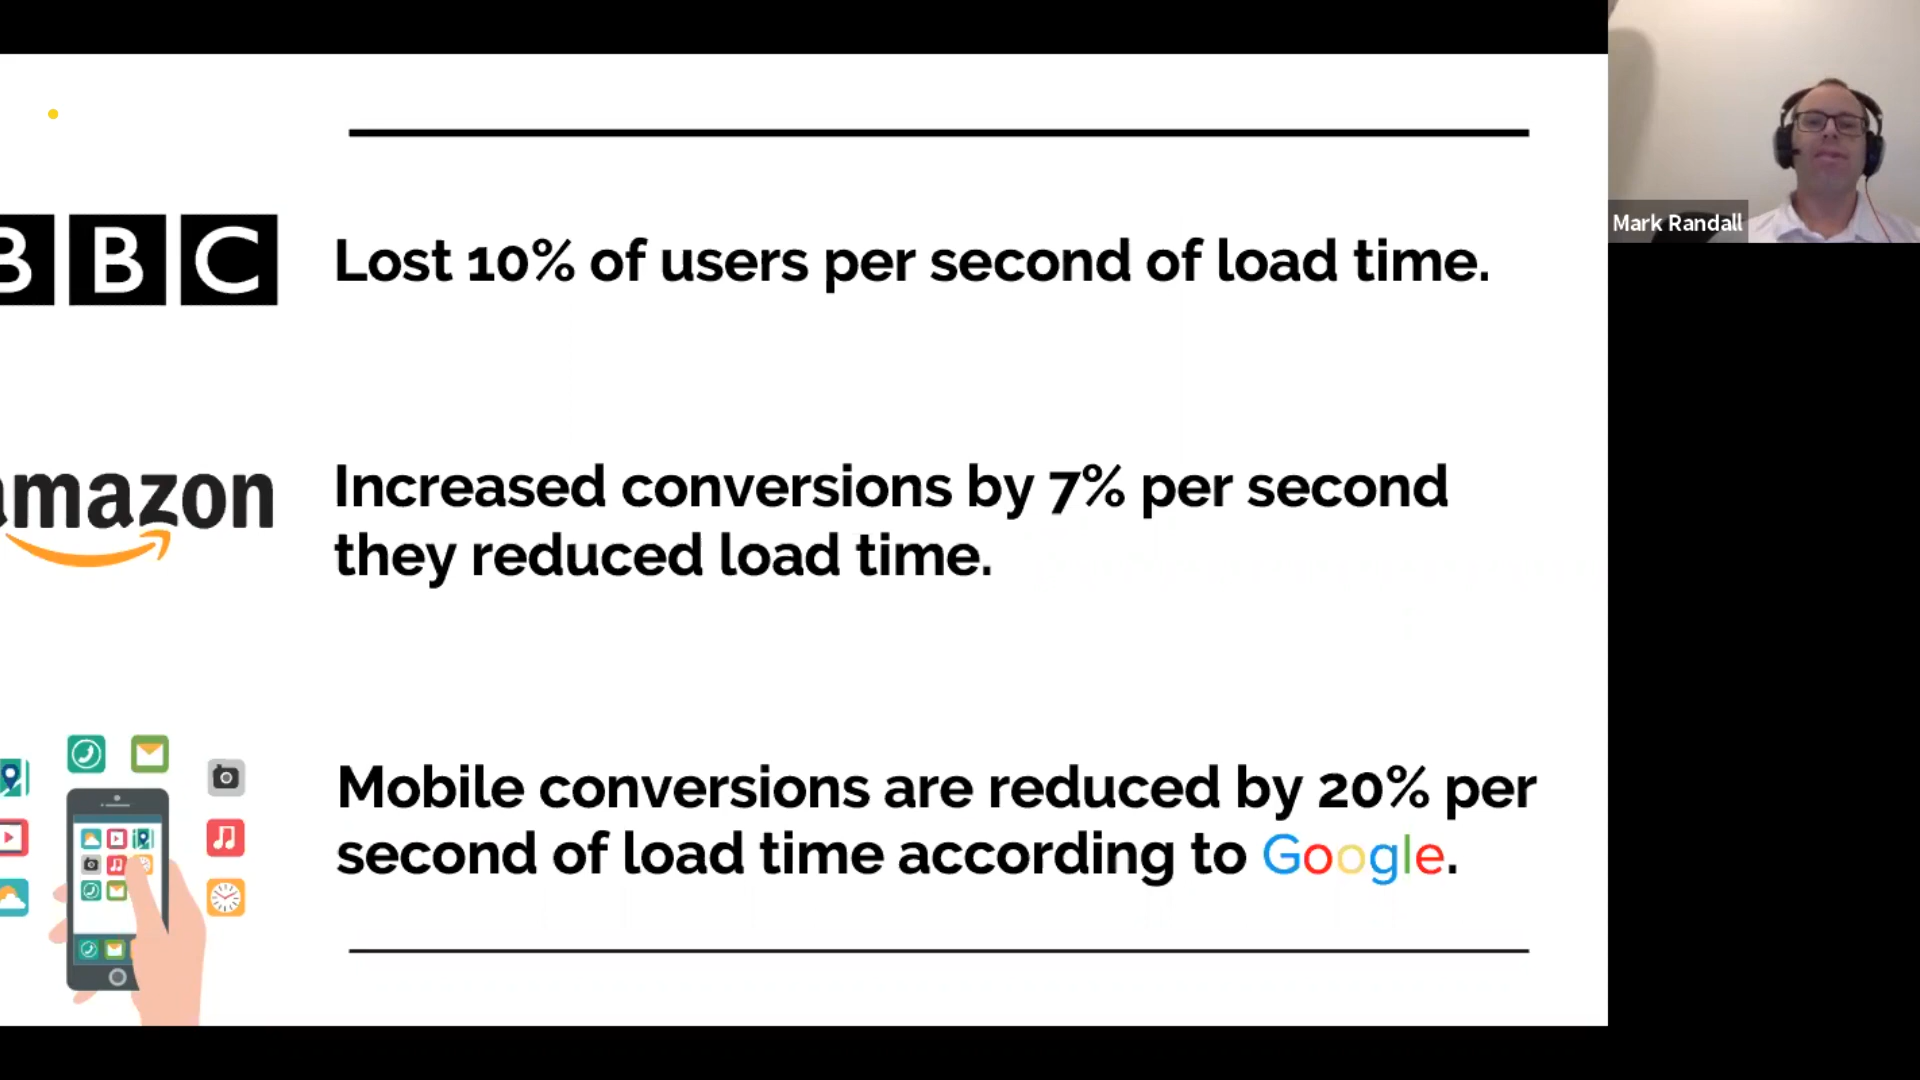 BBC
Lost 10% of users per second of load time.
Mark Randall
amazon
Increased conversions by 7% per second
they reduced load time.
Mobile conversions are reduced by 20% per
second of load time according to Google.